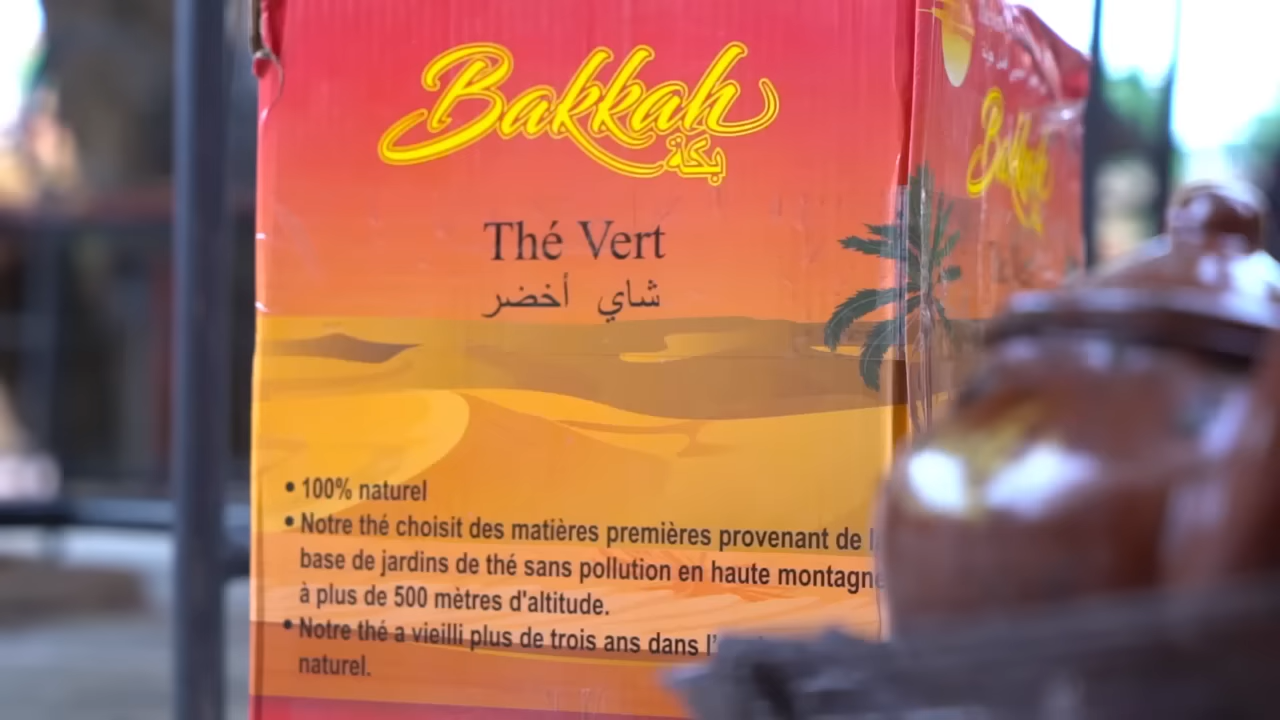 Bakkah
بكة
Thé Vert
شاي أخضر
• 100% naturel
• Notre thé choisit des matières premières provenant de
base de jardins de thé sans pollution en haute montagne
à plus de 500 mètres d'altitude.
• Notre thé a vieilli plus de trois ans dans l'
naturel.
Bakkah